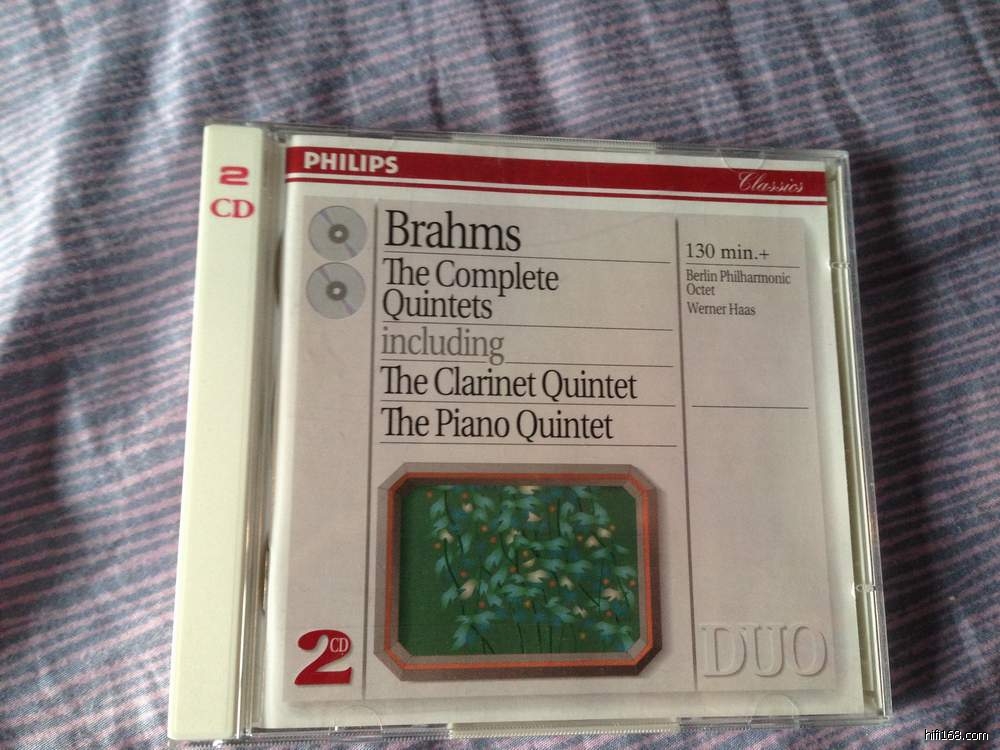 2
CD
PHILIPS
Classics
Brahms
The Complete
Quintets
including
The Clarinet Quintet
The Piano Quintet
130 min.+
Berlin Philharmonic
Octet
Werner Haas
2CD
DUO
hifi168.com